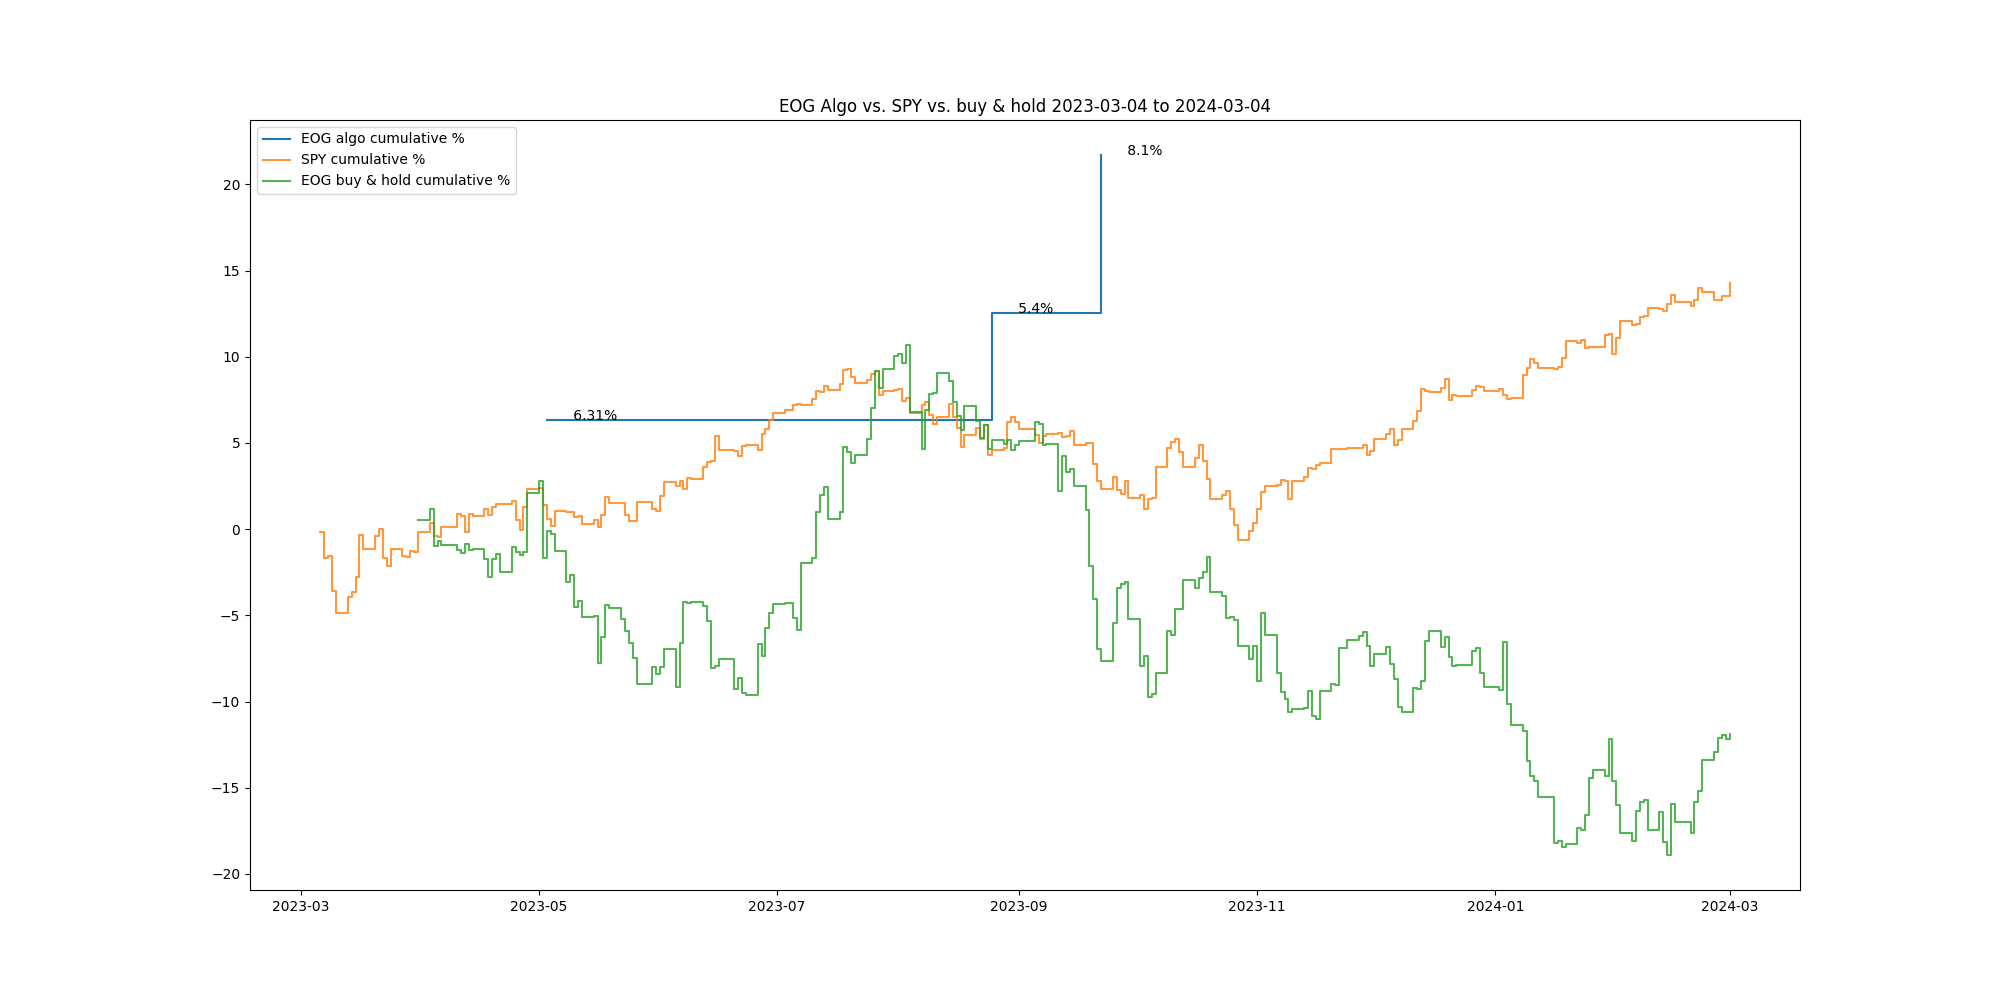 EOG Algo vs. SPY vs. buy & hold 2023-03-04 to 2024-03-04
EOG algo cumulative %
SPY cumulative %
EOG buy & hold cumulative %
8.1%
5.4%
6.31%
20
15
10
5
0
−5
−10
−15
−20
2023-03 2023-05 2023-07 2023-09 2023-11 2024-01 2024-03